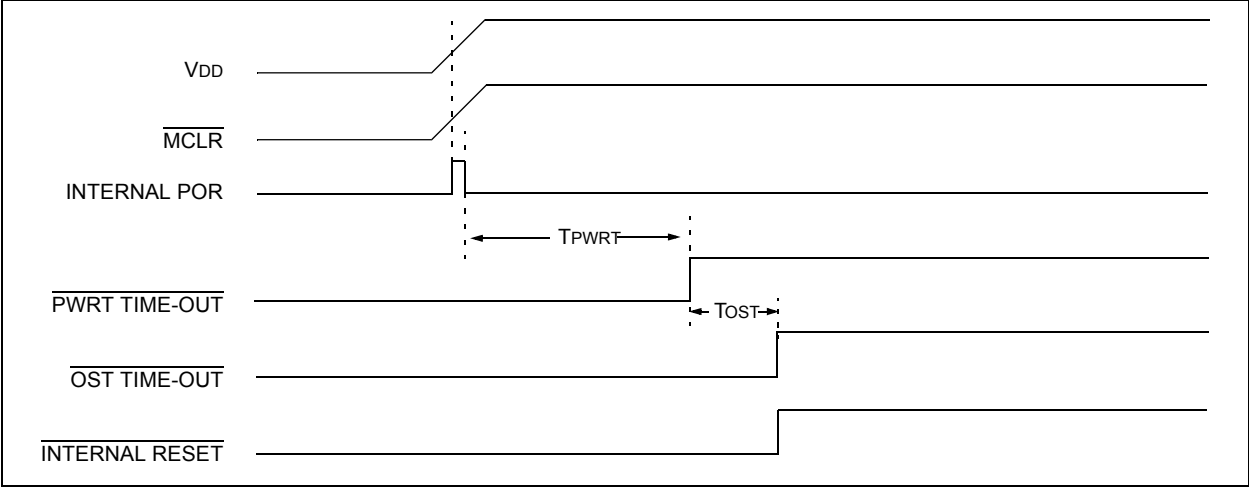 VDD
MCLR
INTERNAL POR
TPWRT
PWRT TIME-OUT
TOST
OST TIME-OUT
INTERNAL RESET